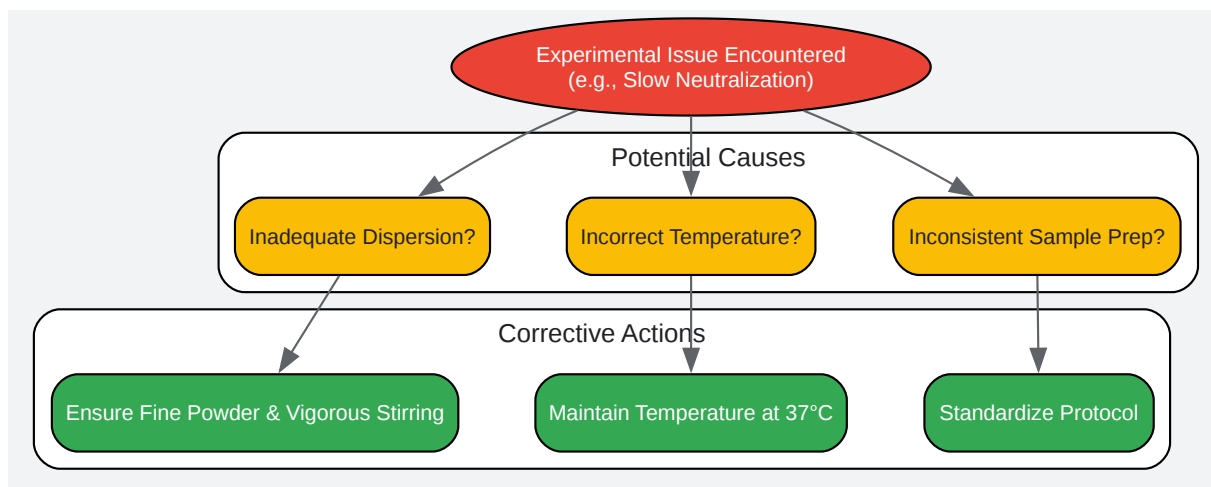 Experimental Issue Encountered
(e.g., Slow Neutralization)
Potential Causes
Inadequate Dispersion?
Incorrect Temperature?
Inconsistent Sample Prep?
Corrective Actions
Ensure Fine Powder & Vigorous Stirring
Maintain Temperature at 37°C
Standardize Protocol